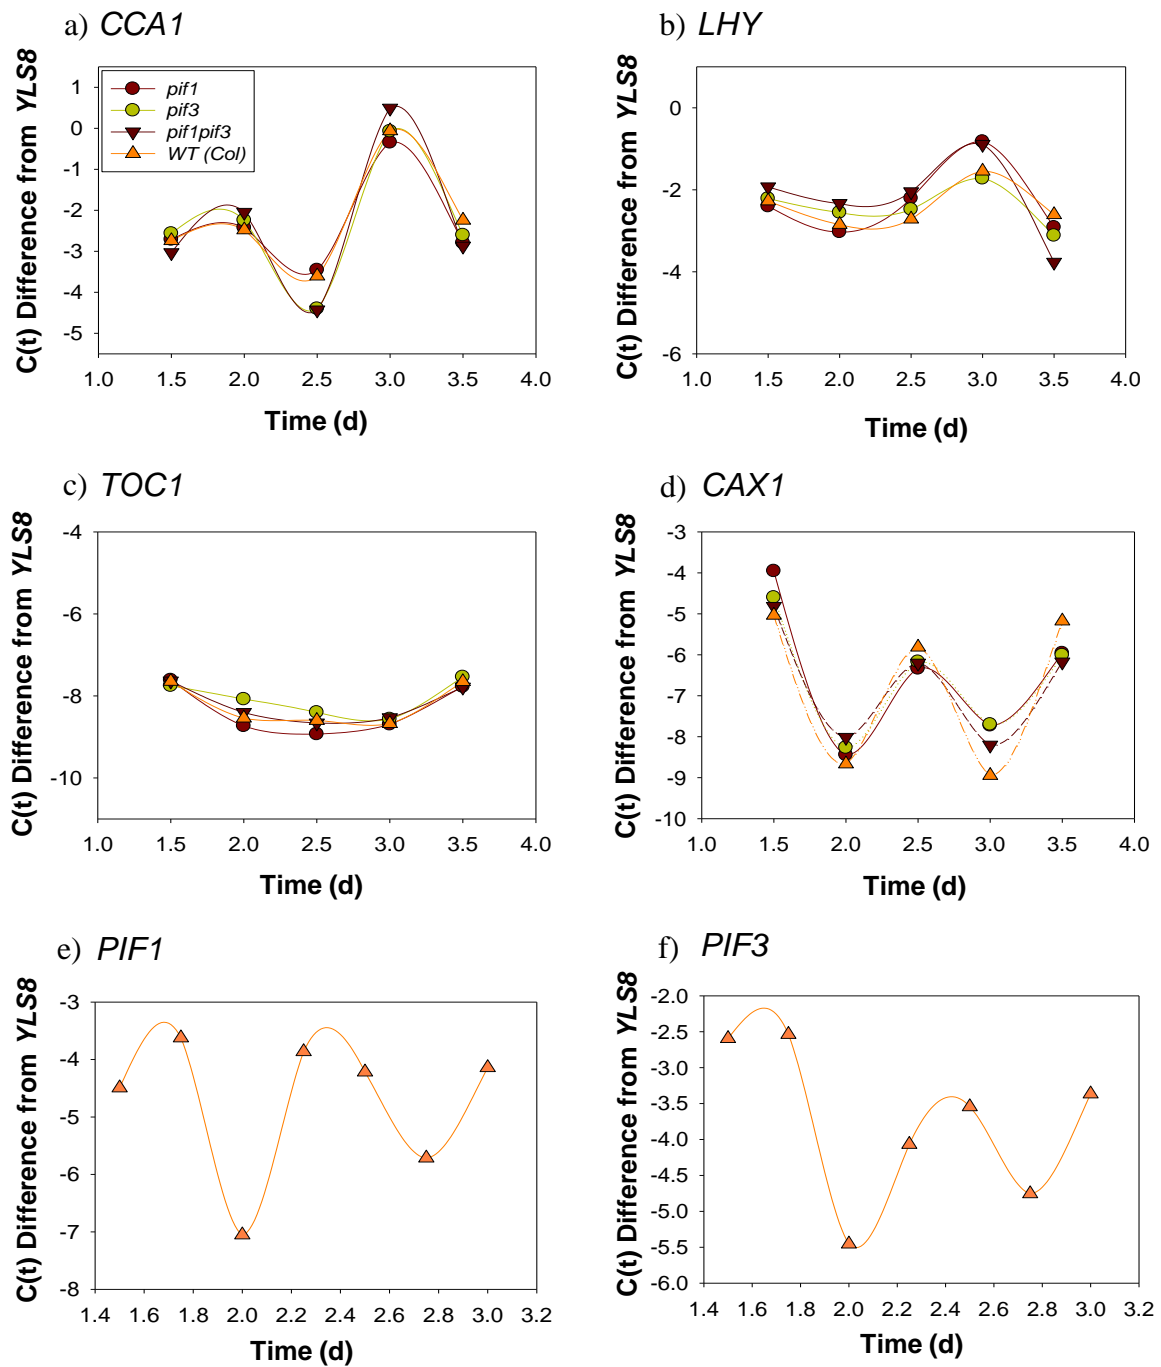 a) CCA1
C(t) Difference from YLS8
1
0
-1
-2
-3
-4
-5
pif1
pif3
pif1pif3
WT (Col)
1.0 1.5 2.0 2.5 3.0 3.5 4.0
Time (d)
b) LHY
C(t) Difference from YLS8
0
-2
-4
-6
1.0 1.5 2.0 2.5 3.0 3.5 4.0
Time (d)
c) TOC1
C(t) Difference from YLS8
-4
-6
-8
-10
1.0 1.5 2.0 2.5 3.0 3.5 4.0
Time (d)
d) CAX1
C(t) Difference from YLS8
-3
-4
-5
-6
-7
-8
-9
-10
1.0 1.5 2.0 2.5 3.0 3.5 4.0
Time (d)
e) PIF1
C(t) Difference from YLS8
-3
-4
-5
-6
-7
-8
1.4 1.6 1.8 2.0 2.2 2.4 2.6 2.8 3.0 3.2
Time (d)
f) PIF3
C(t) Difference from YLS8
-2.0
-2.5
-3.0
-3.5
-4.0
-4.5
-5.0
-5.5
-6.0
1.4 1.6 1.8 2.0 2.2 2.4 2.6 2.8 3.0 3.2
Time (d)